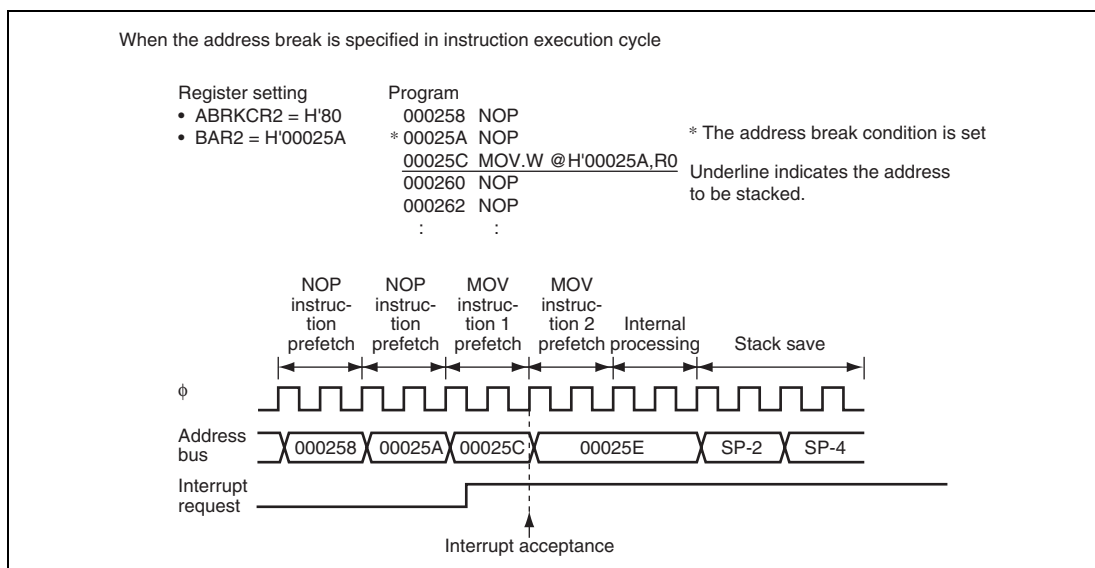 When the address break is specified in instruction execution cycle
Register setting
• ABRKCR2 = H'80
• BAR2 = H'00025A
Program
000258 NOP
* 00025A NOP
00025C MOV.W @H'00025A,R0
000260 NOP
000262 NOP
: :
* The address break condition is set
Underline indicates the address
to be stacked.
NOP
instruc-
tion
prefetch
NOP
instruc-
tion
prefetch
MOV
instruc-
tion 1
prefetch
MOV
instruc-
tion 2
prefetch
Internal
processing
Stack save
φ
Address
bus
000258 00025A 00025C 00025E SP-2 SP-4
Interrupt
request
Interrupt acceptance